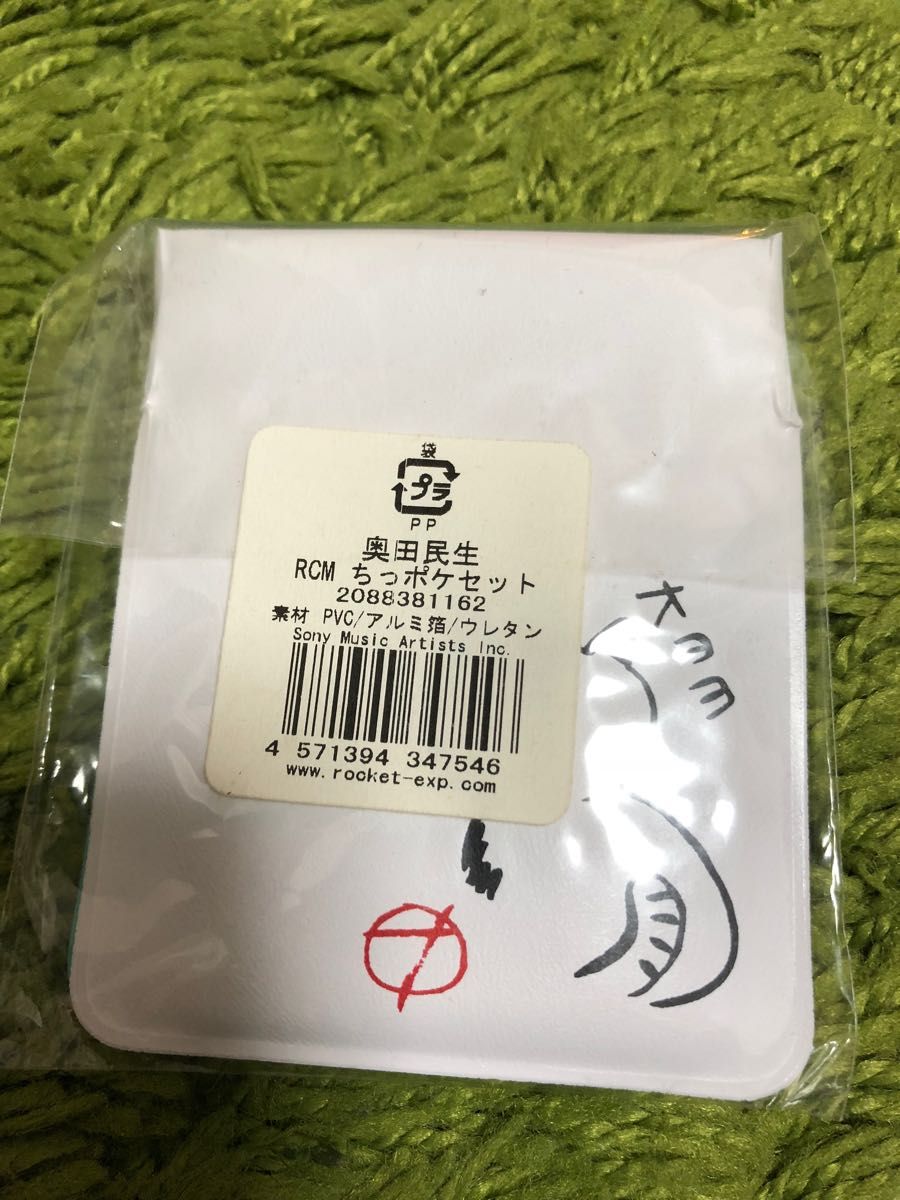 袋
プラ
PP
奥田民生
RCM ちっポケセット
2088381162
素材 PVC/アルミ箔/ウレタン
Sony Music Artists Inc.
4 571394 347546
www.rocket-exp.com